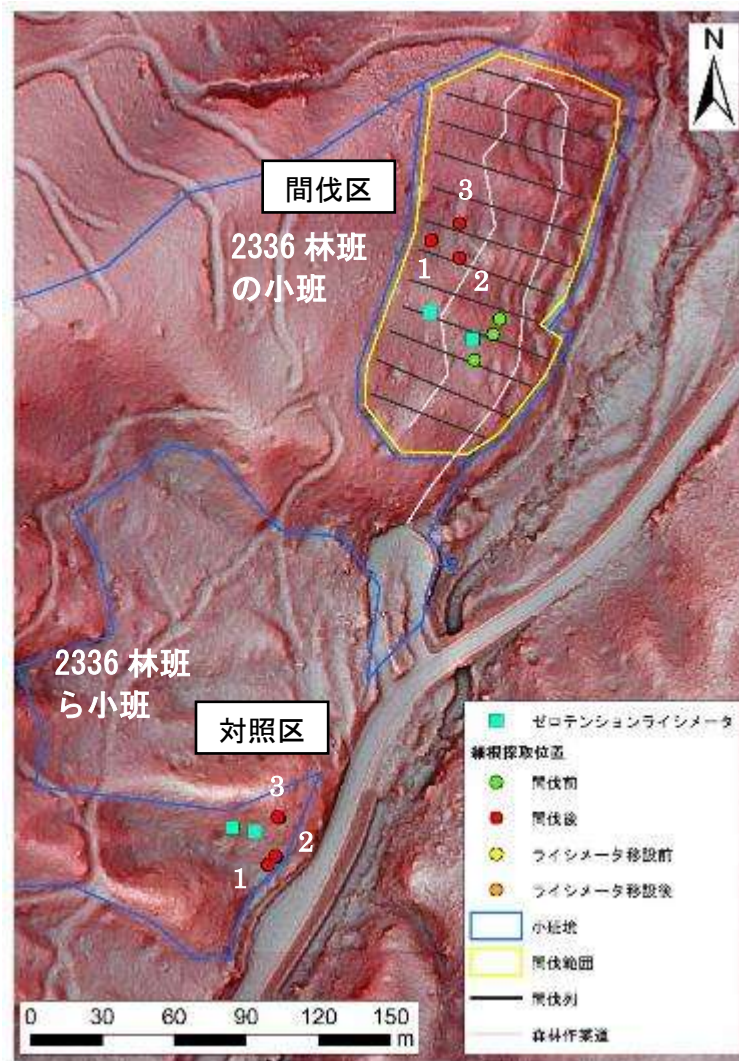 N
間伐区
2336 林班
の小班
3
1
2
2336 林班
ら小班
対照区
3
2
1
ゼロテンションライシメータ
細根採取位置
間伐前
間伐後
ライシメータ移設前
ライシメータ移設後
小班境
間伐範囲
間伐列
森林作業道
0 30 60 90 120 150
m